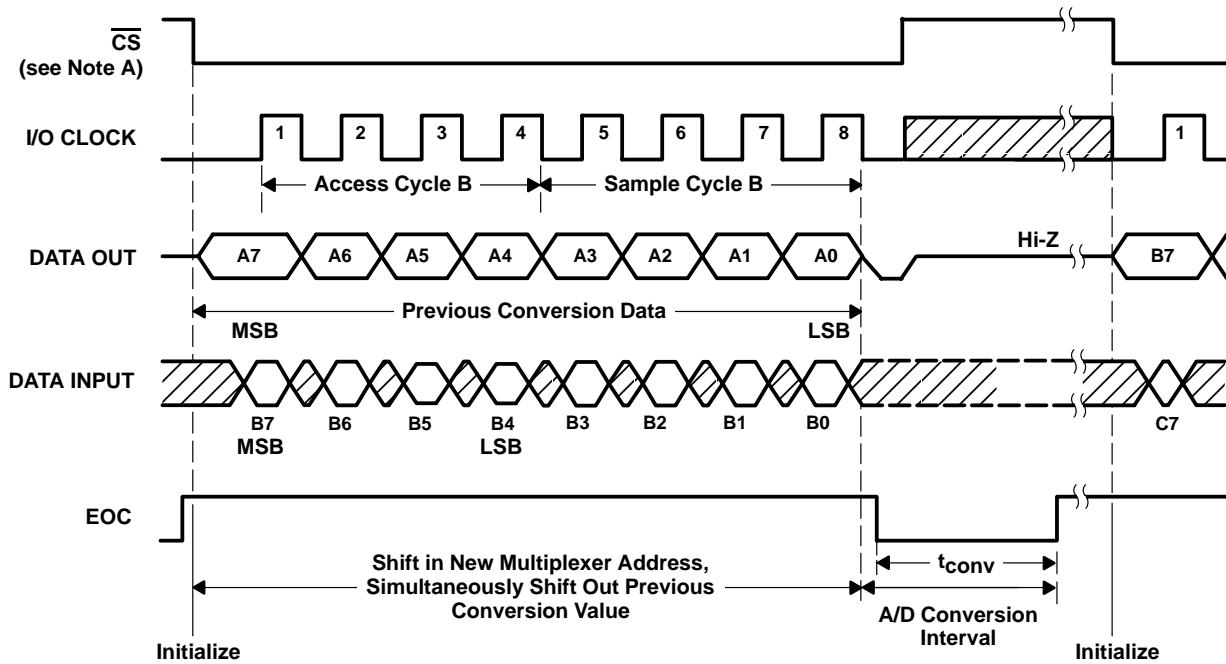 CS
(see Note A)
I/O CLOCK
1 2 3 4 5 6 7 8 1
Access Cycle B Sample Cycle B
DATA OUT
A7 A6 A5 A4 A3 A2 A1 A0 Hi-Z B7
Previous Conversion Data
MSB LSB
DATA INPUT
B7 B6 B5 B4 B3 B2 B1 B0 C7
MSB LSB
EOC
Shift in New Multiplexer Address,
Simultaneously Shift Out Previous
Conversion Value
tconv
A/D Conversion
Interval
Initialize Initialize